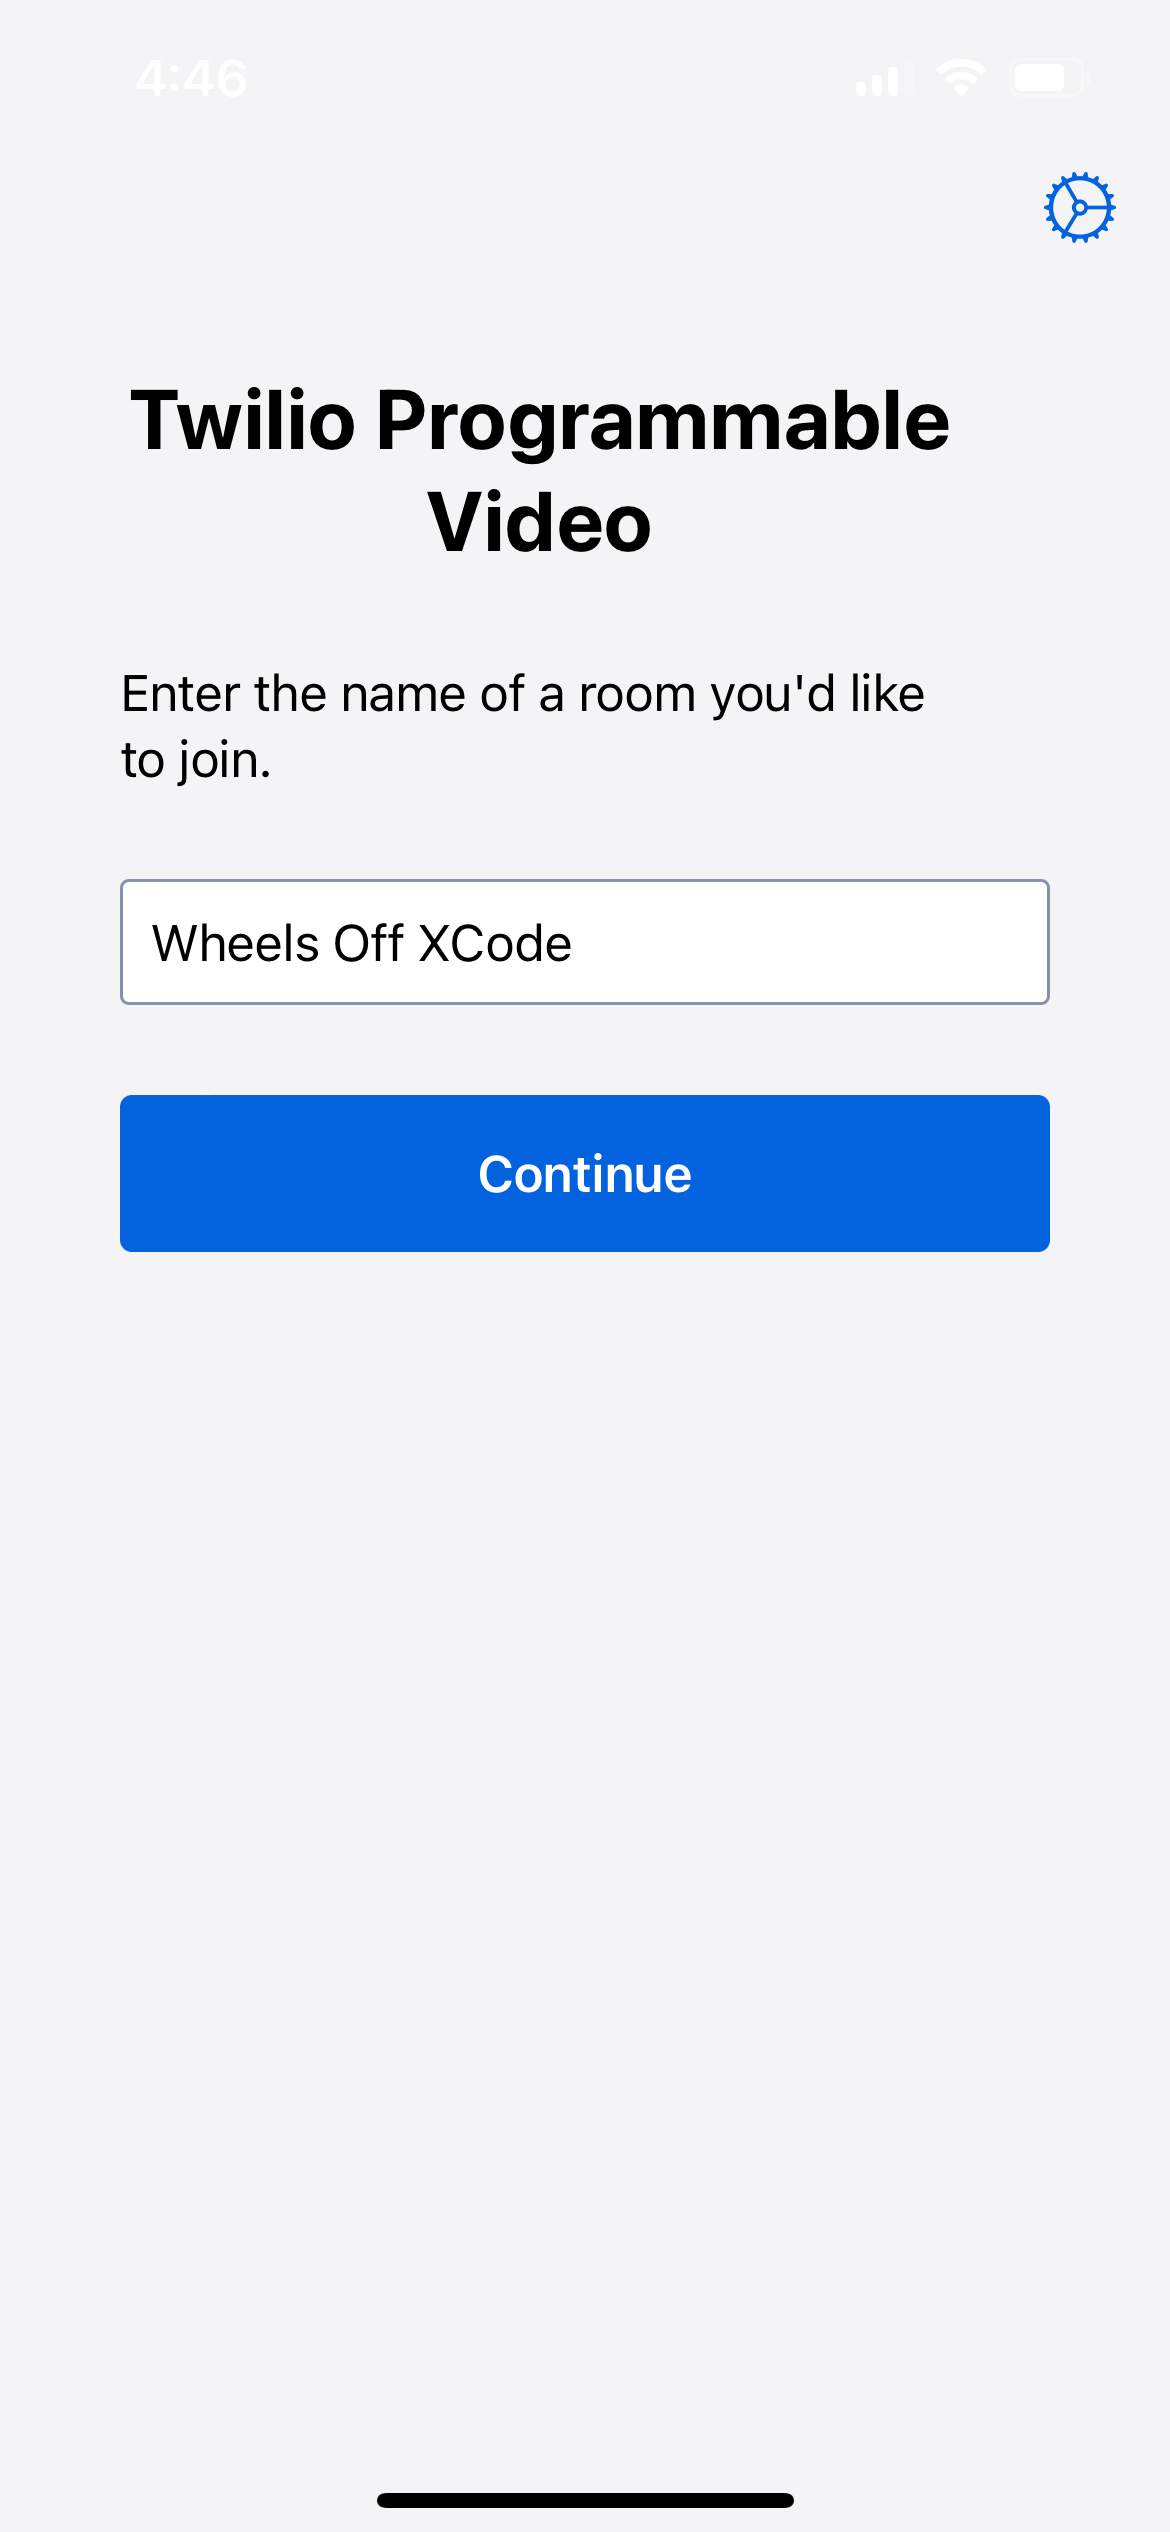 4:46
Twilio Programmable
Video
Enter the name of a room you'd like
to join.
Wheels Off XCode
Continue